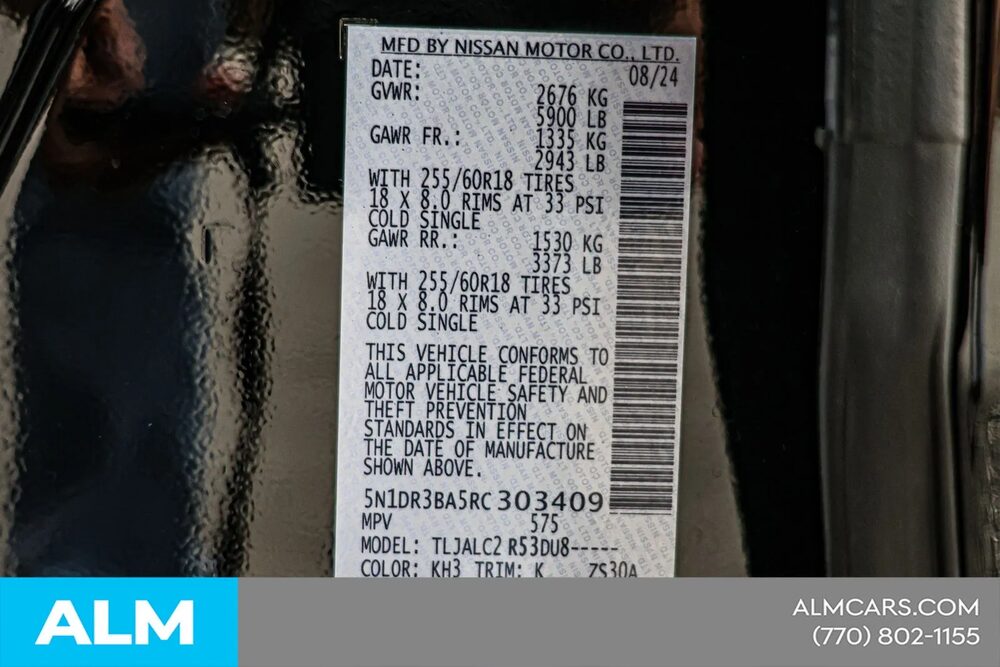 MFD BY NISSAN MOTOR CO., LTD.
DATE: 08/24
GVWR: 2676 KG
5900 LB
GAWR FR.: 1335 KG
2943 LB
WITH 255/60R18 TIRES
18 X 8.0 RIMS AT 33 PSI
COLD SINGLE
GAWR RR.: 1530 KG
3373 LB
WITH 255/60R18 TIRES
18 X 8.0 RIMS AT 33 PSI
COLD SINGLE
THIS VEHICLE CONFORMS TO
ALL APPLICABLE FEDERAL
MOTOR VEHICLE SAFETY AND
THEFT PREVENTION
STANDARDS IN EFFECT ON
THE DATE OF MANUFACTURE
SHOWN ABOVE.
5N1DR3BA5RC303409
MPV 575
MODEL: TLJALC2 R53DU8-----
COLOR: KH3 TRIM: K ZS30A
ALM
ALMCARS.COM
(770) 802-1155